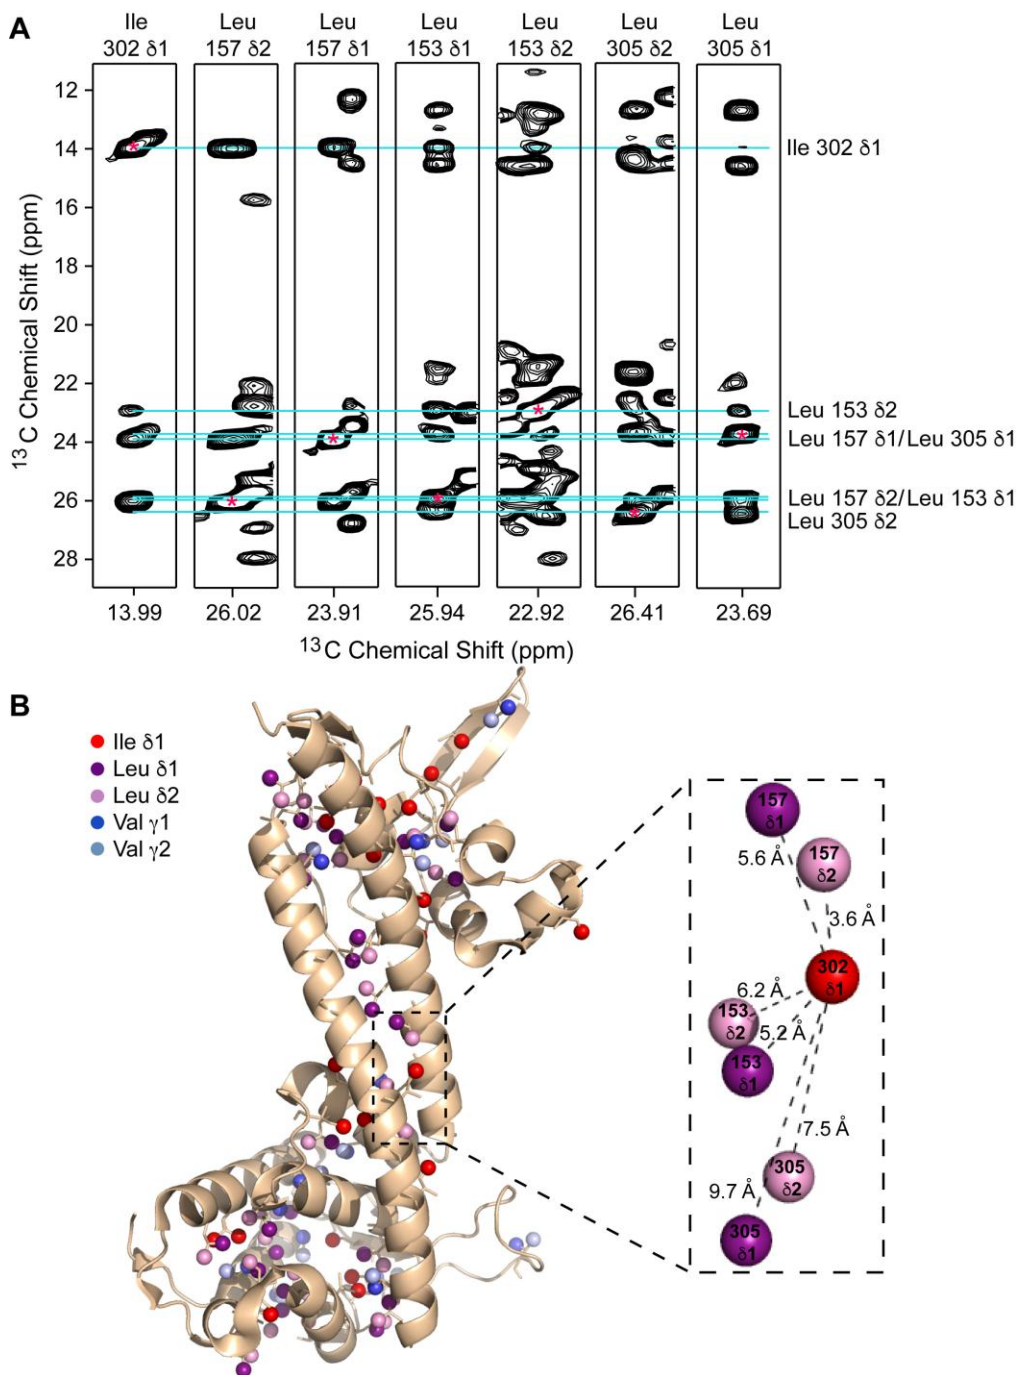 A
Ile Leu Leu Leu Leu Leu Leu
302 δ1 157 δ2 157 δ1 153 δ1 153 δ2 305 δ2 305 δ1
12
14
16
18
20
22
24
26
28
13C Chemical Shift (ppm)
* * * * * * *
Ile 302 δ1
Leu 153 δ2
Leu 157 δ1/Leu 305 δ1
Leu 157 δ2/Leu 153 δ1
Leu 305 δ2
13.99 26.02 23.91 25.94 22.92 26.41 23.69
13C Chemical Shift (ppm)
B
Ile δ1
Leu δ1
Leu δ2
Val γ1
Val γ2
157
δ1
5.6 Å
157
δ2
3.6 Å
302
δ1
6.2 Å
153
δ2
5.2 Å
153
δ1
7.5 Å
305
δ2
9.7 Å
305
δ1